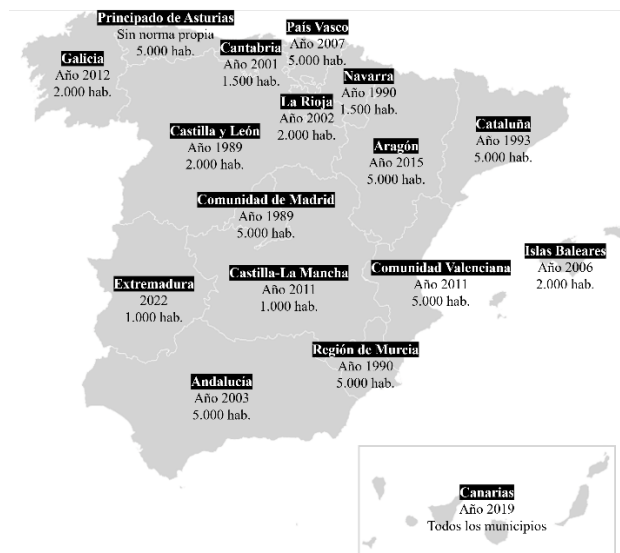 Principado de Asturias
Sin norma propia
5.000 hab.
País Vasco
Año 2007
5.000 hab.
Galicia
Año 2012
2.000 hab.
Cantabria
Año 2001
1.500 hab.
Navarra
Año 1990
1.500 hab.
La Rioja
Año 2002
2.000 hab.
Castilla y León
Año 1989
2.000 hab.
Cataluña
Año 1993
5.000 hab.
Aragón
Año 2015
5.000 hab.
Comunidad de Madrid
Año 1989
5.000 hab.
Islas Baleares
Año 2006
2.000 hab.
Extremadura
2022
1.000 hab.
Castilla-La Mancha
Año 2011
1.000 hab.
Comunidad Valenciana
Año 2011
5.000 hab.
Región de Murcia
Año 1990
5.000 hab.
Andalucía
Año 2003
5.000 hab.
Canarias
Año 2019
Todos los municipios